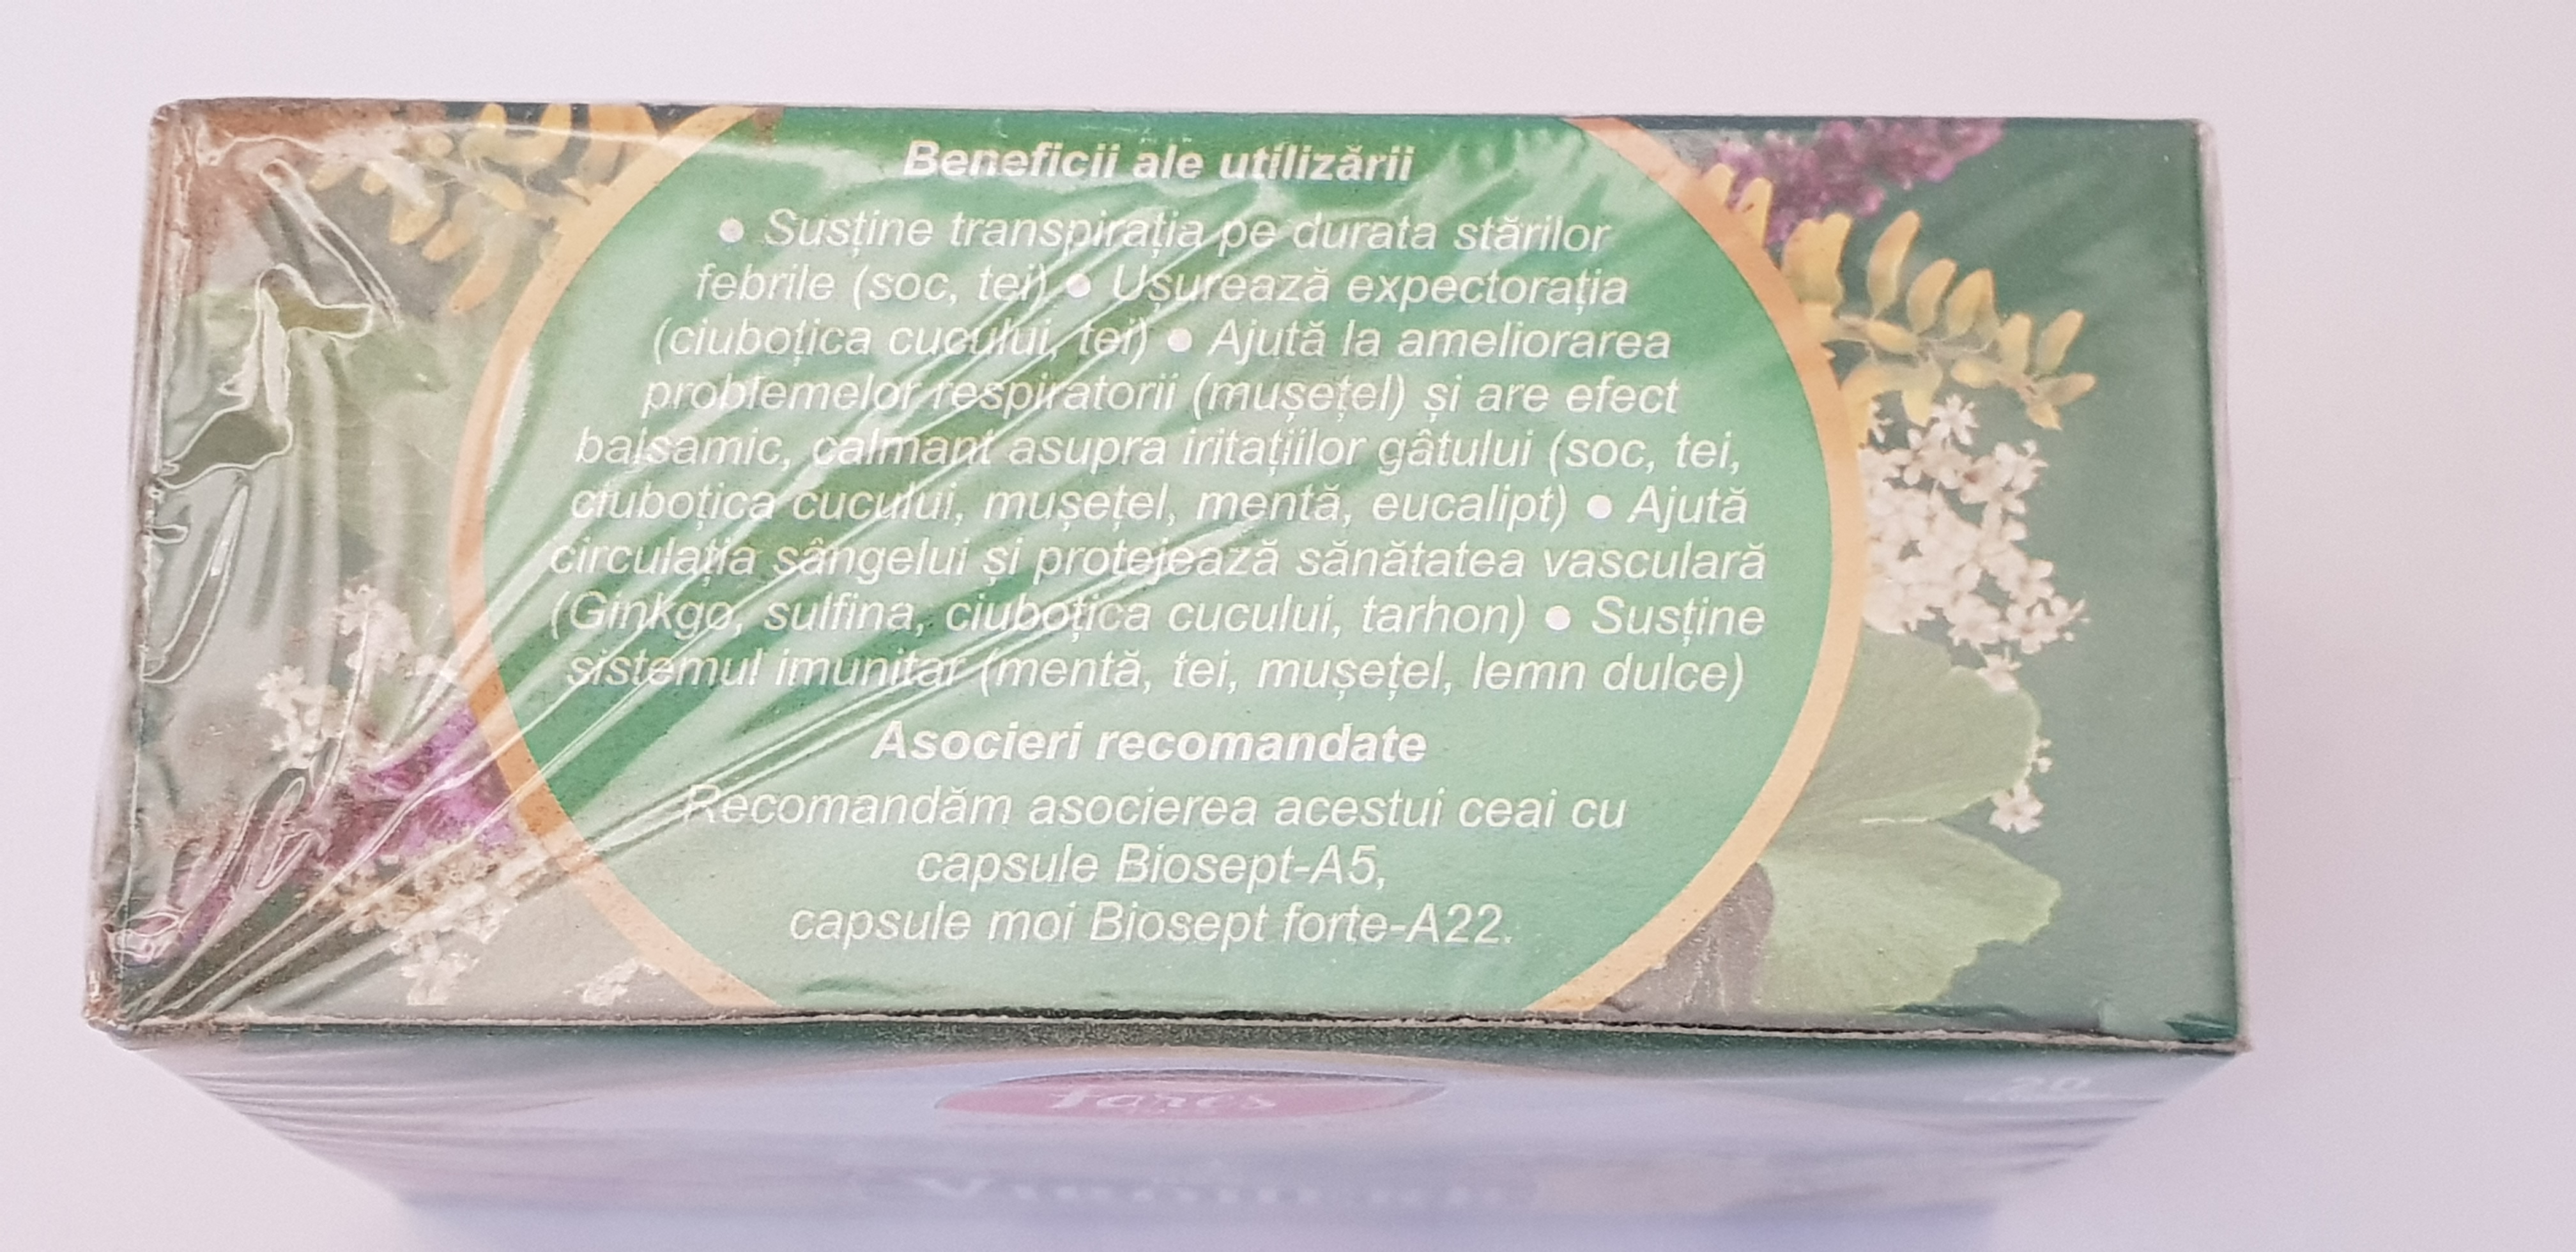 Beneficii ale utilizării
● Susține transpirația pe durata stărilor
febrile (soc, tei) ● Ușurează expectorația
(ciuboțica cucului, tei) ● Ajută la ameliorarea
problemelor respiratorii (mușețel) și are efect
balsamic, calmant asupra iritațiilor gâtului (soc, tei,
ciuboțica cucului, mușețel, mentă, eucalipt) ● Ajută
circulația sângelui și protejează sănătatea vasculară
(Ginkgo, sulfina, ciuboțica cucului, tarhon) ● Susține
sistemul imunitar (mentă, tei, mușețel, lemn dulce)
Asocieri recomandate
Recomandăm asocierea acestui ceai cu
capsule Biosept-A5,
capsule moi Biosept forte-A22.
fares
20